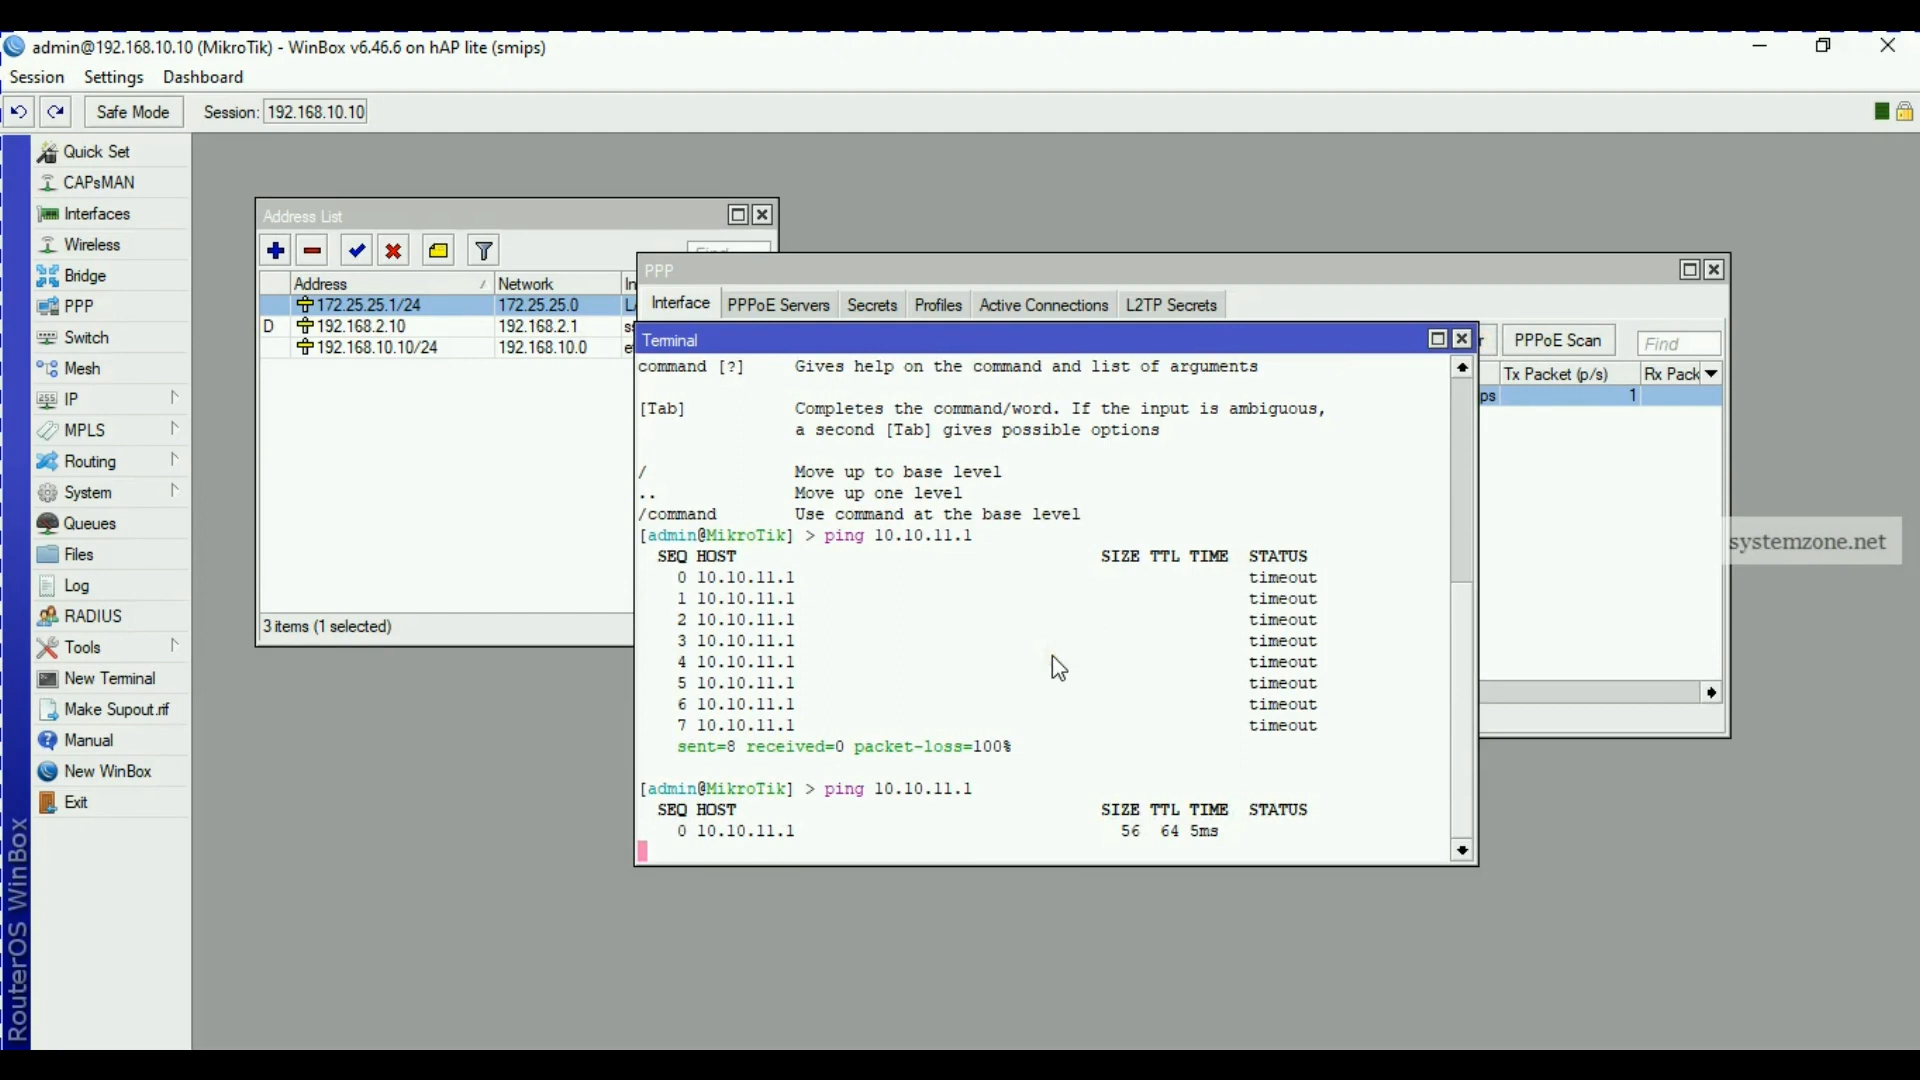 admin@192.168.10.10 (MikroTik) - WinBox v6.46.6 on hAP lite (smips)
Session Settings Dashboard
Safe Mode Session: 192.168.10.10
Quick Set
CAPsMAN
Interfaces
Wireless
Bridge
PPP
Switch
Mesh
IP
MPLS
Routing
System
Queues
Files
Log
RADIUS
Tools
New Terminal
Make Supout.rif
Manual
New WinBox
Exit
RouterOS WinBox
Address List
Address Network
172.25.25.1/24 172.25.25.0
D 192.168.2.10 192.168.2.1
192.168.10.10/24 192.168.10.0
3 items (1 selected)
PPP
Interface PPPoE Servers Secrets Profiles Active Connections L2TP Secrets
PPPoE Scan Find
Tx Packet (p/s) Rx Pack
1
Terminal
command [?] Gives help on the command and list of arguments
[Tab] Completes the command/word. If the input is ambiguous,
a second [Tab] gives possible options
/ Move up to base level
.. Move up one level
/command Use command at the base level
[admin@MikroTik] > ping 10.10.11.1
SEQ HOST SIZE TTL TIME STATUS
0 10.10.11.1 timeout
1 10.10.11.1 timeout
2 10.10.11.1 timeout
3 10.10.11.1 timeout
4 10.10.11.1 timeout
5 10.10.11.1 timeout
6 10.10.11.1 timeout
7 10.10.11.1 timeout
sent=8 received=0 packet-loss=100%
[admin@MikroTik] > ping 10.10.11.1
SEQ HOST SIZE TTL TIME STATUS
0 10.10.11.1 56 64 5ms
systemzone.net